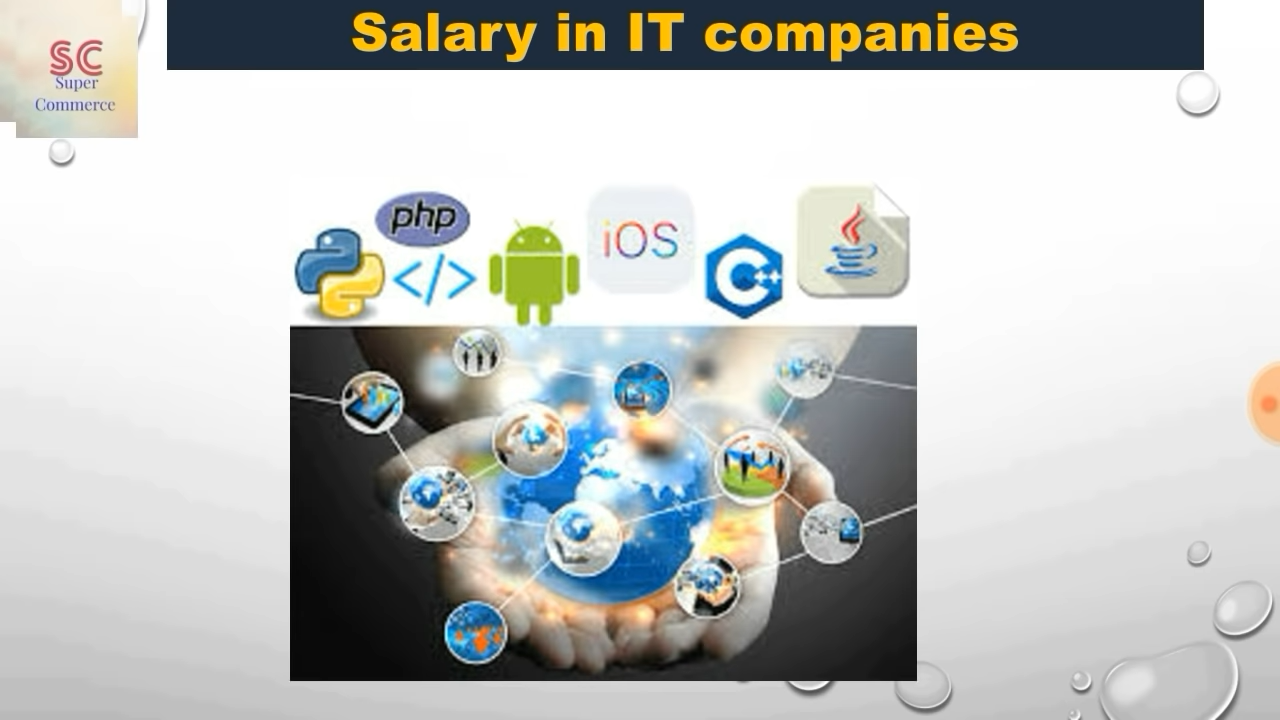 Salary in IT companies
SC
Super
Commerce
php
</>
iOS
C++